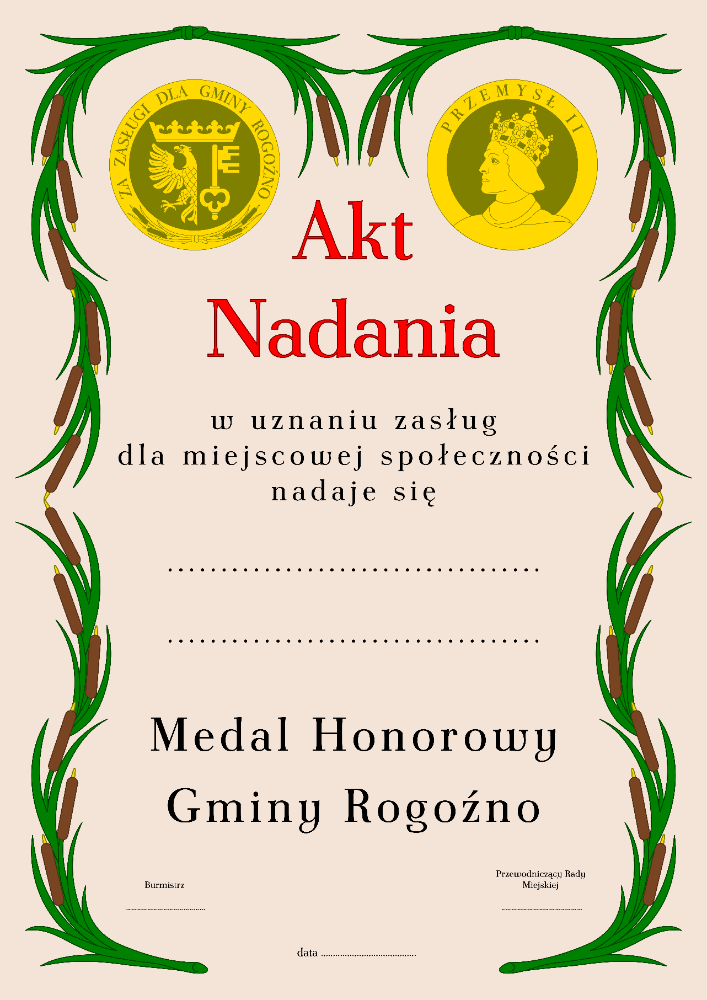 ZA ZASŁUGI DLA GMINY ROGOŹNO
PRZEMYSŁ II
Akt
Nadania
w uznaniu zasług
dla miejscowej społeczności
nadaje się
...................................
...................................
Medal Honorowy
Gminy Rogoźno
Burmistrz
Przewodniczący Rady
Miejskiej
........................................
........................................
data ........................................